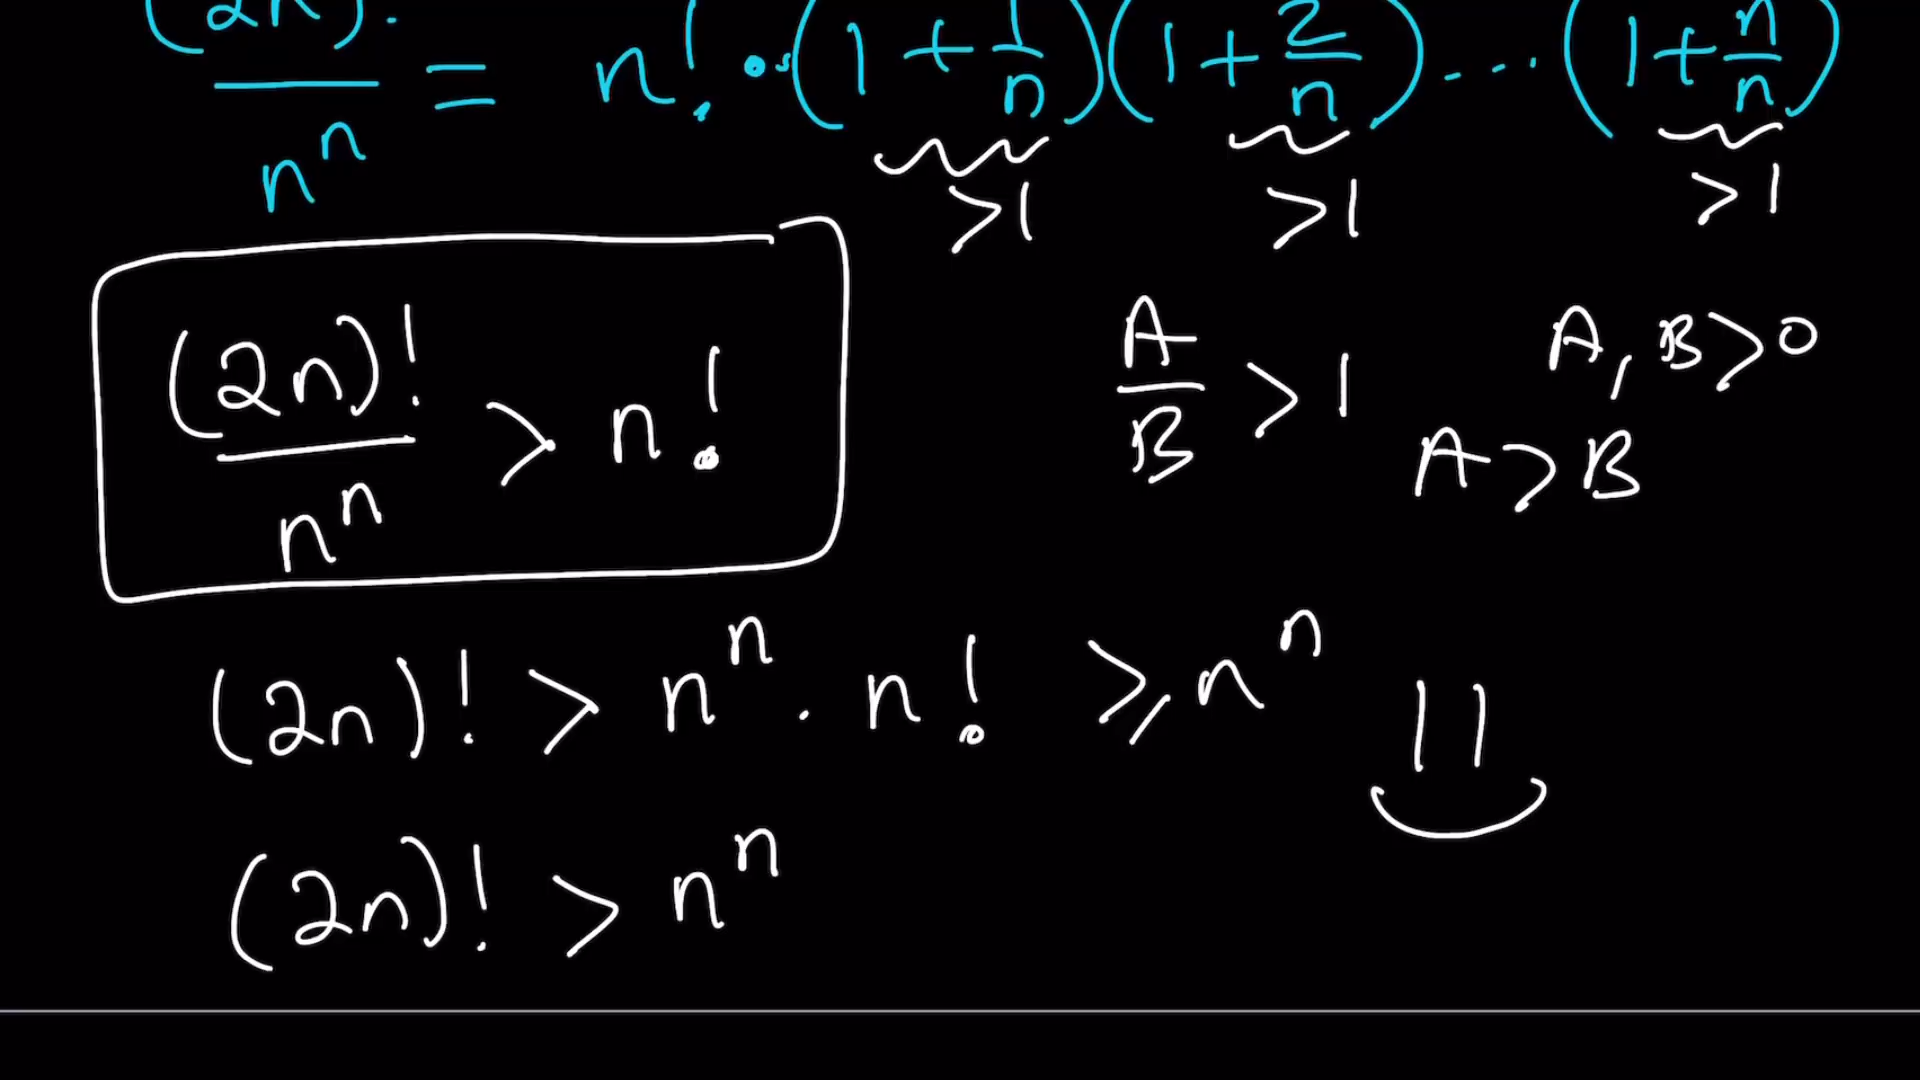 (2n)!/n^n = n! · (1 + 1/n)(1 + 2/n) ... (1 + n/n)
>1 >1 >1
(2n)!/n^n > n!
A/B > 1 A, B > 0
A > B
(2n)! > n^n · n! ⩾ n^n
(2n)! > n^n